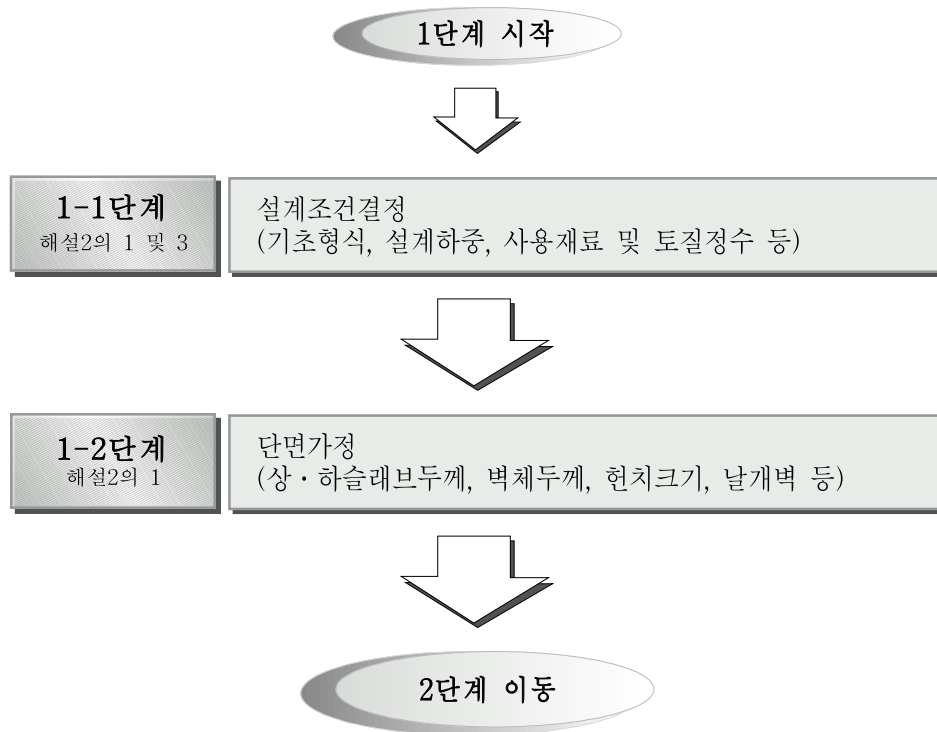 1단계 시작
1-1단계
해설2의 1 및 3
설계조건결정
(기초형식, 설계하중, 사용재료 및 토질정수 등)
1-2단계
해설2의 1
단면가정
(상·하슬래브두께, 벽체두께, 헌치크기, 날개벽 등)
2단계 이동